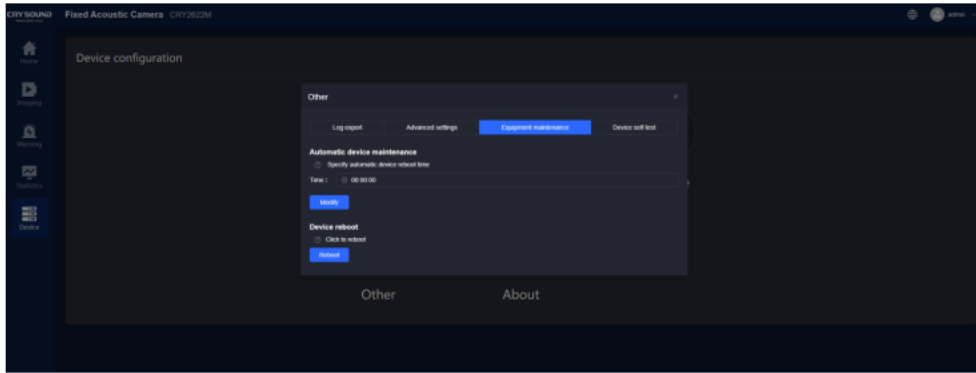 CRYSOUND Fixed Acoustic Camera CRY2622M admin
Home
Device configuration
Imaging
Other
Warning
Log export Advanced settings Equipment maintenance Device self-test
Automatic device maintenance
Specify automatic device reboot time
Statistics
Time : 00:00:00
Modify
Device
Device reboot
Click to reboot
Reboot
Other About